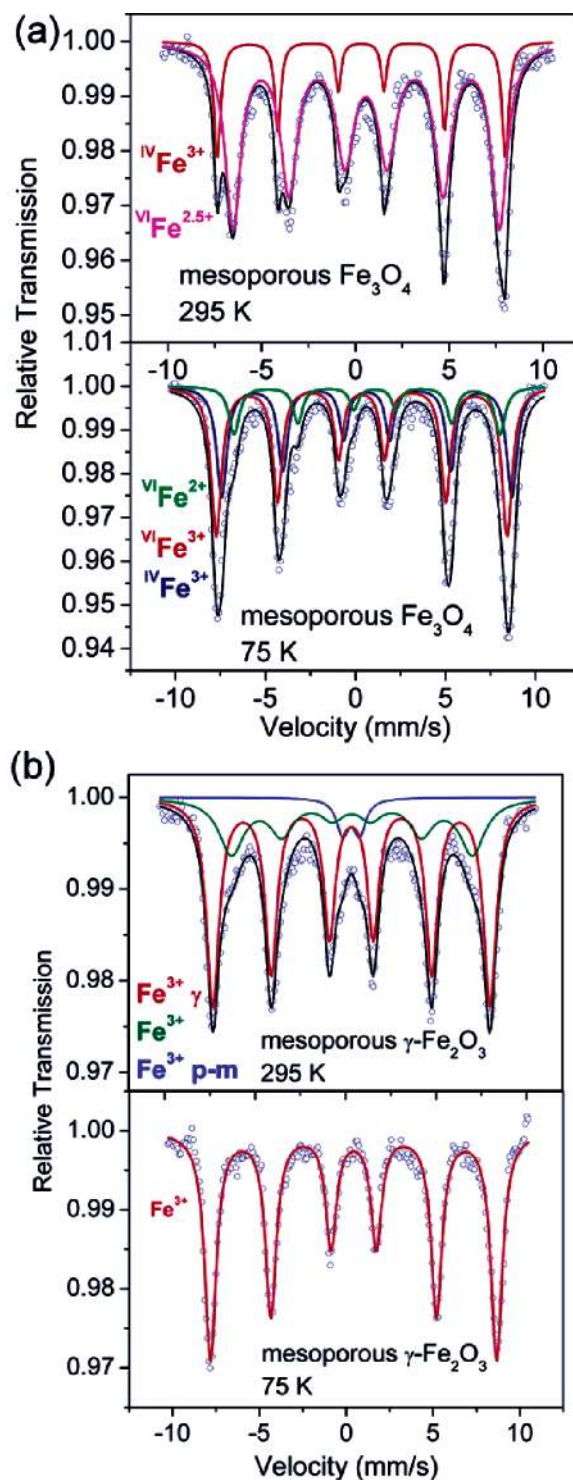 (a)
1.00
0.99
0.98
0.97
0.96
0.95
IVFe3+
VIFe2.5+
mesoporous Fe3O4
295 K
-10 -5 0 5 10
Relative Transmission
1.01
1.00
0.99
0.98
0.97
0.96
0.95
0.94
VIFe2+
VIFe3+
IVFe3+
mesoporous Fe3O4
75 K
-10 -5 0 5 10
Velocity (mm/s)
(b)
1.00
0.99
0.98
0.97
Fe3+ γ
Fe3+
Fe3+ p-m
mesoporous γ-Fe2O3
295 K
Relative Transmission
1.00
0.99
0.98
0.97
Fe3+
mesoporous γ-Fe2O3
75 K
-10 -5 0 5 10
Velocity (mm/s)